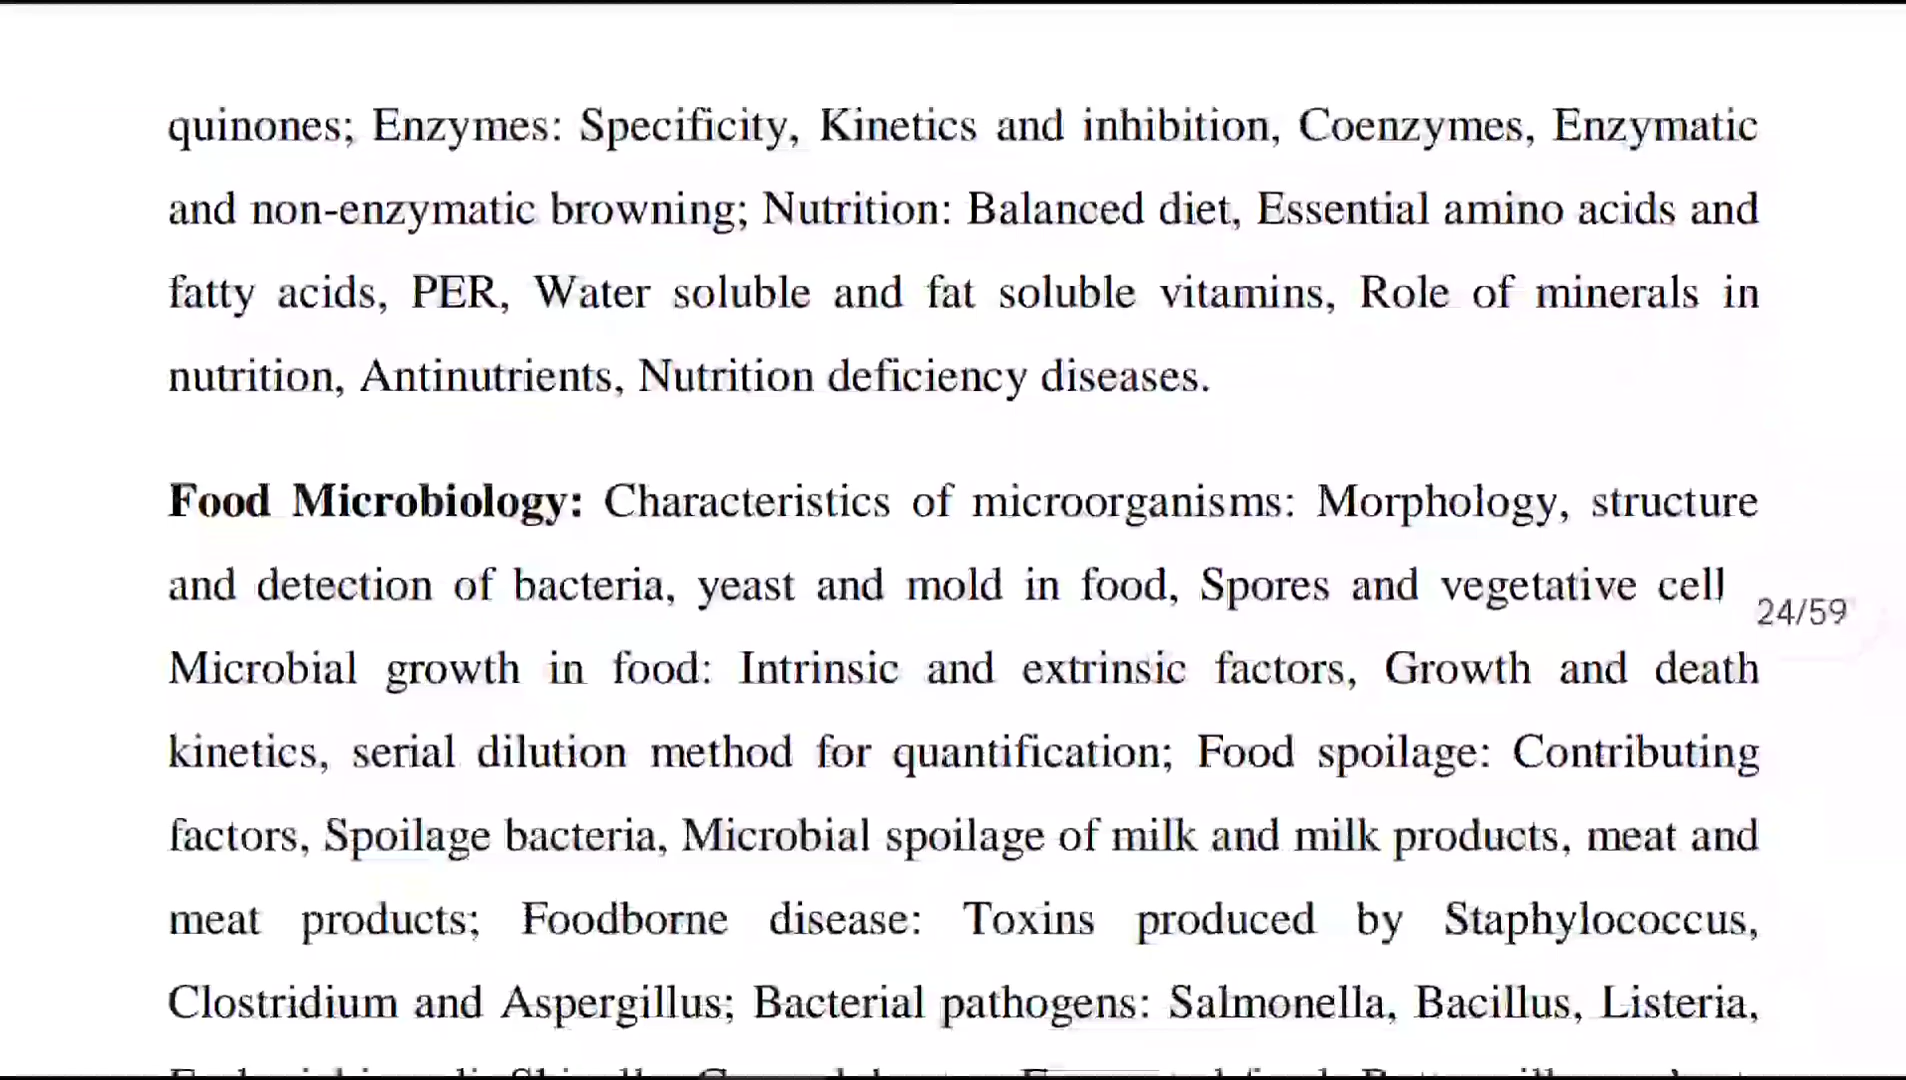 quinones; Enzymes: Specificity, Kinetics and inhibition, Coenzymes, Enzymatic
and non-enzymatic browning; Nutrition: Balanced diet, Essential amino acids and
fatty acids, PER, Water soluble and fat soluble vitamins, Role of minerals in
nutrition, Antinutrients, Nutrition deficiency diseases.
Food Microbiology: Characteristics of microorganisms: Morphology, structure
and detection of bacteria, yeast and mold in food, Spores and vegetative cell
24/59
Microbial growth in food: Intrinsic and extrinsic factors, Growth and death
kinetics, serial dilution method for quantification; Food spoilage: Contributing
factors, Spoilage bacteria, Microbial spoilage of milk and milk products, meat and
meat products; Foodborne disease: Toxins produced by Staphylococcus,
Clostridium and Aspergillus; Bacterial pathogens: Salmonella, Bacillus, Listeria,